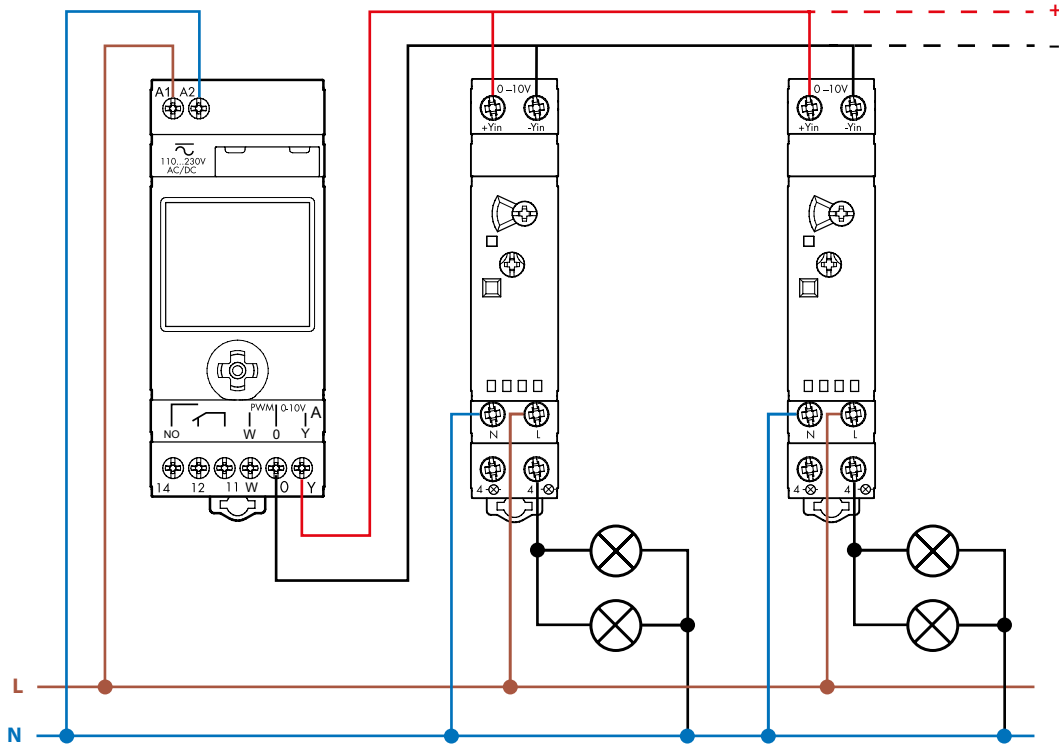 +
-
A1 A2
0 –10V
0 –10V
+Yin -Yin
+Yin -Yin
110...230V
AC/DC
PWM 0-10V A
NO W 0 Y
N L
N L
14 12 11 W 0 Y
4 4
4 4
L
N